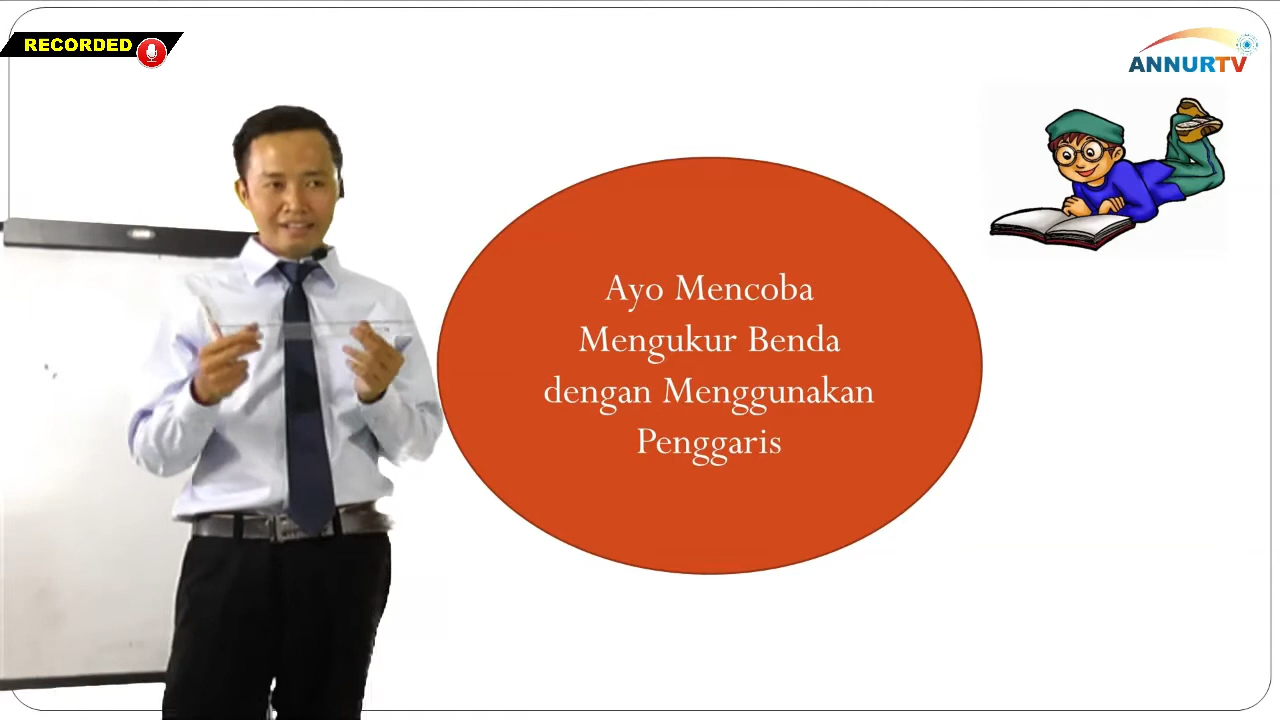 RECORDED
ANNURTV
Ayo Mencoba
Mengukur Benda
dengan Menggunakan
Penggaris